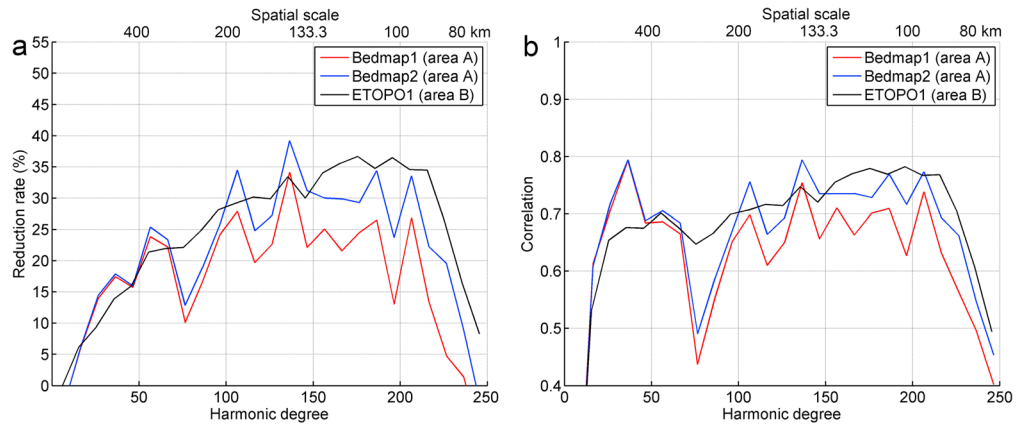 a
Spatial scale
400 200 133.3 100 80 km
55
50
45
40
35
30
25
20
15
10
5
0
Reduction rate (%)
Bedmap1 (area A)
Bedmap2 (area A)
ETOPO1 (area B)
50 100 150 200 250
Harmonic degree
b
Spatial scale
400 200 133.3 100 80 km
1
0.9
0.8
0.7
0.6
0.5
0.4
Correlation
Bedmap1 (area A)
Bedmap2 (area A)
ETOPO1 (area B)
0 50 100 150 200 250
Harmonic degree